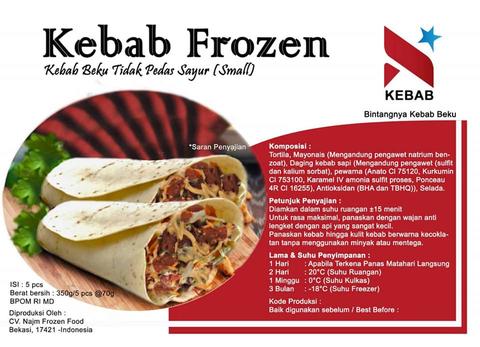 Kebab Frozen
Kebab Beku Tidak Pedas Sayur [Small]
KEBAB
Bintangnya Kebab Beku
*Saran Penyajian
Komposisi :
Tortila, Mayonais (Mengandung pengawet natrium ben-
zoat), Daging kebab sapi (Mengandung pengawet (sulfit
dan kalium sorbat), pewarna (Anato CI 75120, Kurkumin
CI 753100, Karamel IV amonia sulfit proses, Ponceau
4R CI 16255), Antioksidan (BHA dan TBHQ)), Selada.
Petunjuk Penyajian :
Diamkan dalam suhu ruangan ±15 menit
Untuk rasa maksimal, panaskan dengan wajan anti
lengket dengan api yang sangat kecil.
Panaskan kebab hingga kulit kebab berwarna kecokla-
tan tanpa menggunakan minyak atau mentega.
Lama & Suhu Penyimpanan :
1 Hari : Apabila Terkena Panas Matahari Langsung
2 Hari : 20°C (Suhu Ruangan)
1 Minggu : 0°C (Suhu Kulkas)
3 Bulan : -18°C (Suhu Freezer)
Kode Produksi :
Baik digunakan sebelum / Best Before :
ISI : 5 pcs
Berat bersih : 350g/5 pcs @70g
BPOM RI MD
Diproduksi Oleh :
CV. Najm Frozen Food
Bekasi, 17421 -Indonesia